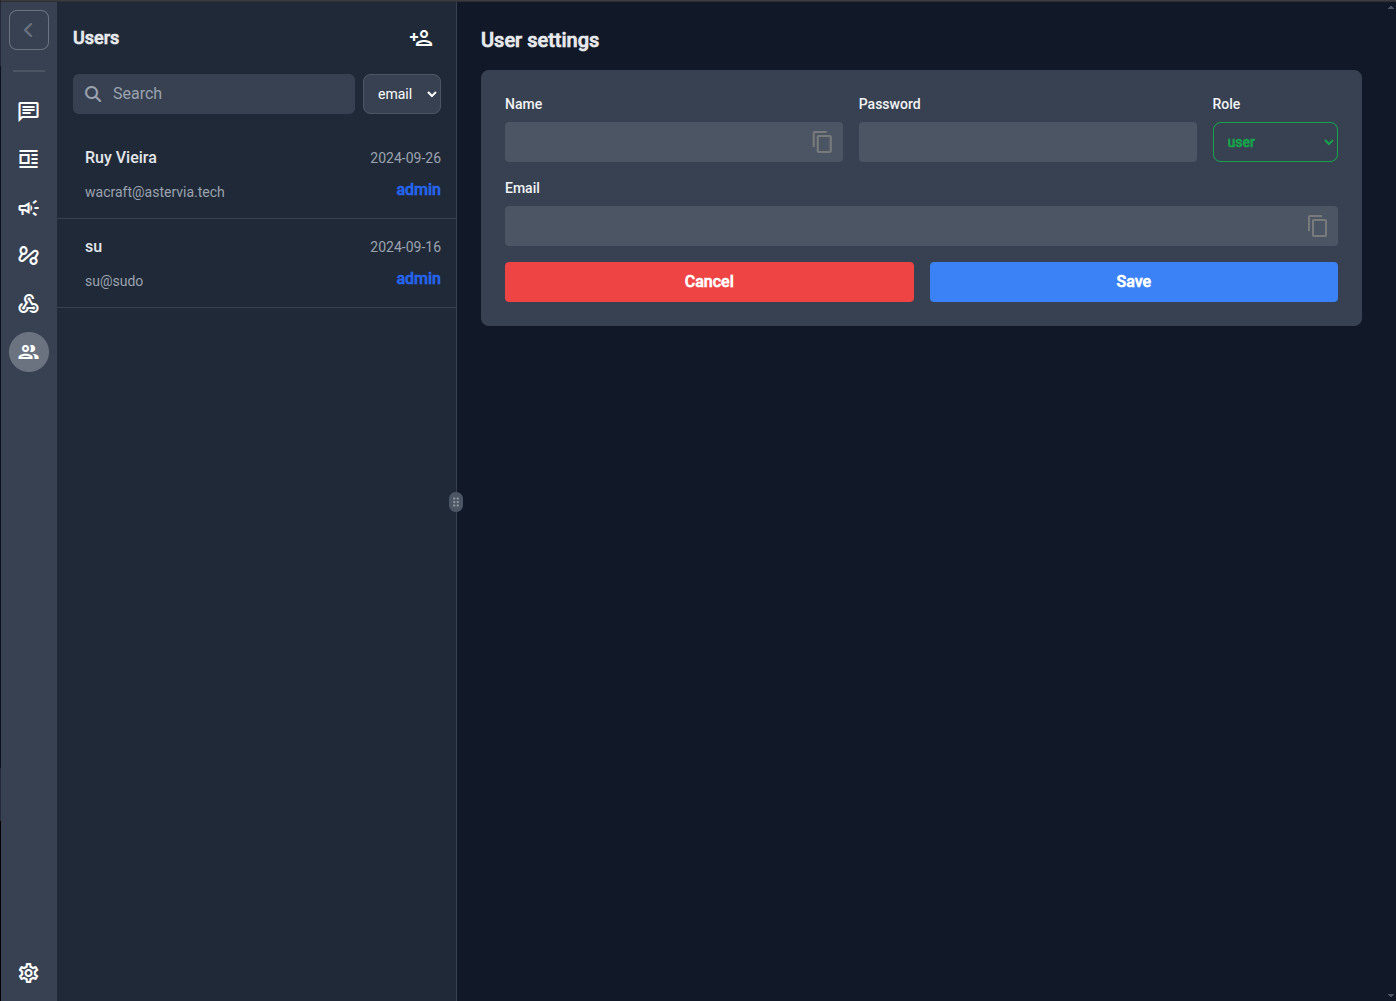 Users
Search
email
Ruy Vieira 2024-09-26
wacraft@astervia.tech admin
su 2024-09-16
su@sudo admin
User settings
Name Password Role
user
Email
Cancel Save